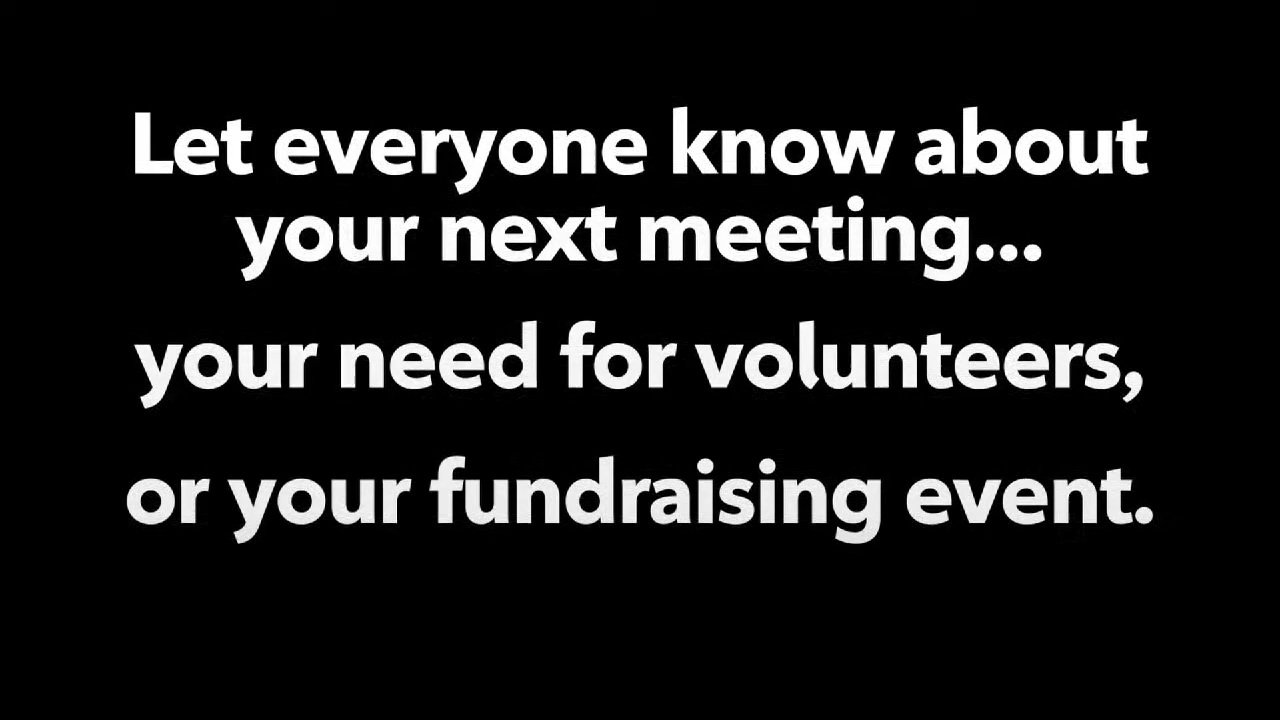 Let everyone know about
your next meeting...
your need for volunteers,
or your fundraising event.